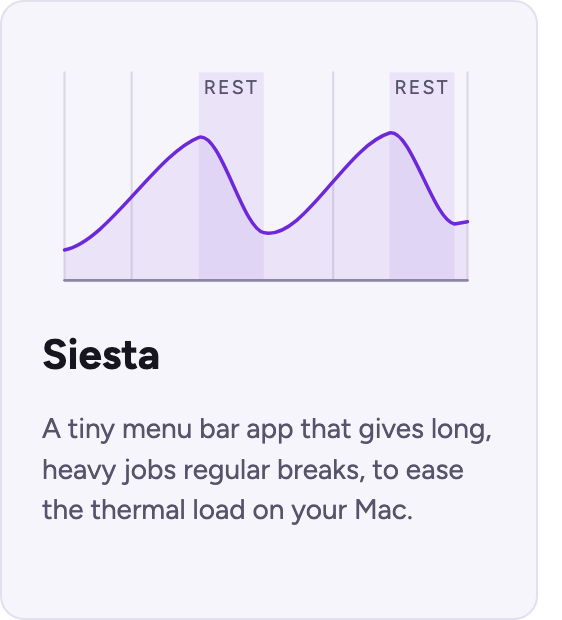 REST
REST
Siesta
A tiny menu bar app that gives long,
heavy jobs regular breaks, to ease
the thermal load on your Mac.